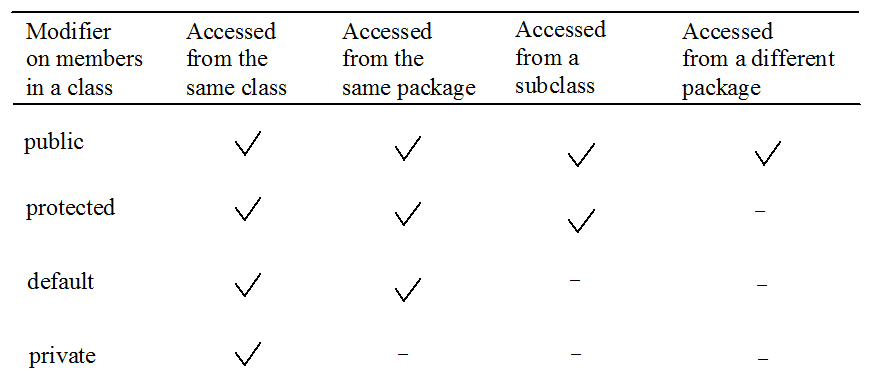 Modifier
on members
in a class
Accessed
from the
same class
Accessed
from the
same package
Accessed
from a
subclass
Accessed
from a different
package
public ✓ ✓ ✓ ✓
protected ✓ ✓ ✓ –
default ✓ ✓ – –
private ✓ – – –